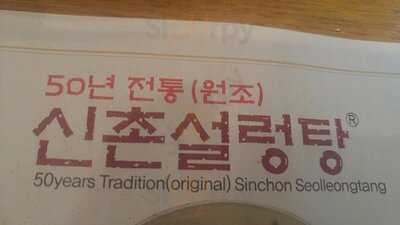 50년 전통 (원조)
신촌설렁탕®
50years Tradition(original) Sinchon Seolleongtang